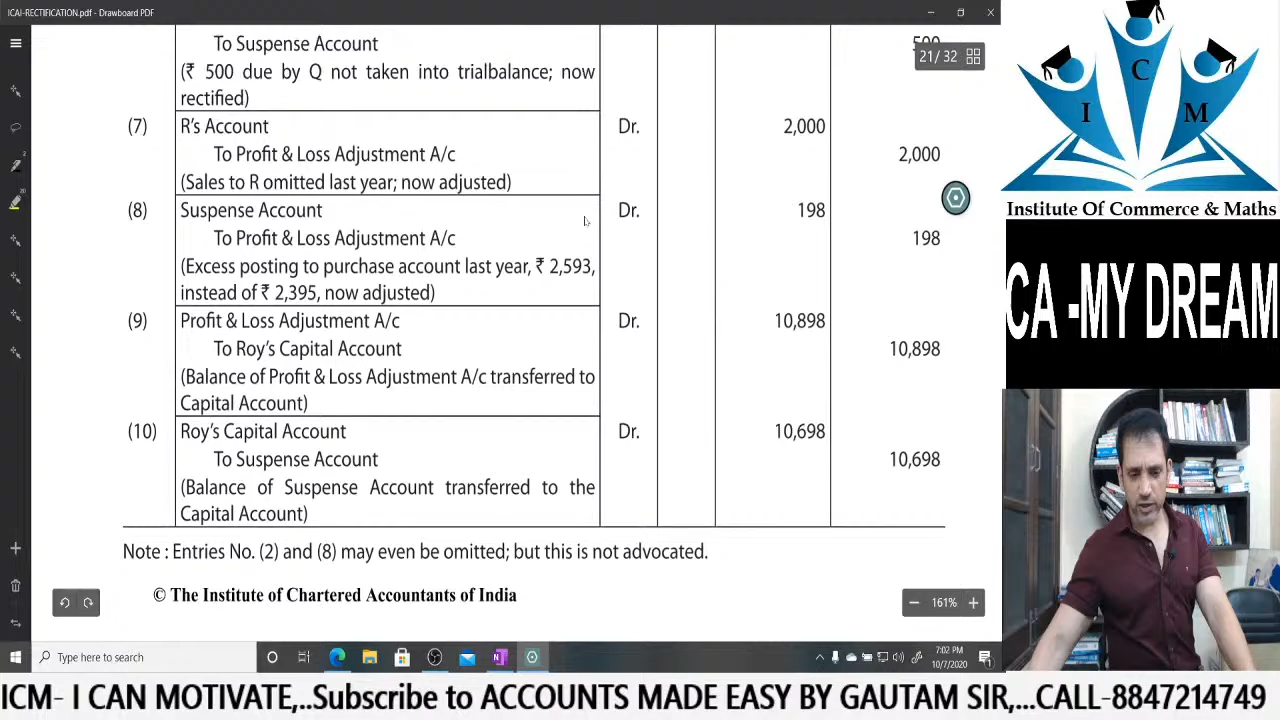 ICAI-RECTIFICATION.pdf - Drawboard PDF
To Suspense Account
500
21 / 32
(₹ 500 due by Q not taken into trialbalance; now
rectified)
(7) R's Account Dr. 2,000
To Profit & Loss Adjustment A/c 2,000
(Sales to R omitted last year; now adjusted)
(8) Suspense Account Dr. 198
To Profit & Loss Adjustment A/c 198
(Excess posting to purchase account last year, ₹ 2,593,
instead of ₹ 2,395, now adjusted)
(9) Profit & Loss Adjustment A/c Dr. 10,898
To Roy's Capital Account 10,898
(Balance of Profit & Loss Adjustment A/c transferred to
Capital Account)
(10) Roy's Capital Account Dr. 10,698
To Suspense Account 10,698
(Balance of Suspense Account transferred to the
Capital Account)
Note : Entries No. (2) and (8) may even be omitted; but this is not advocated.
© The Institute of Chartered Accountants of India
161%
Type here to search
7:02 PM
10/7/2020
I C M
Institute Of Commerce & Maths
CA -MY DREAM
ICM- I CAN MOTIVATE,..Subscribe to ACCOUNTS MADE EASY BY GAUTAM SIR,...CALL-8847214749